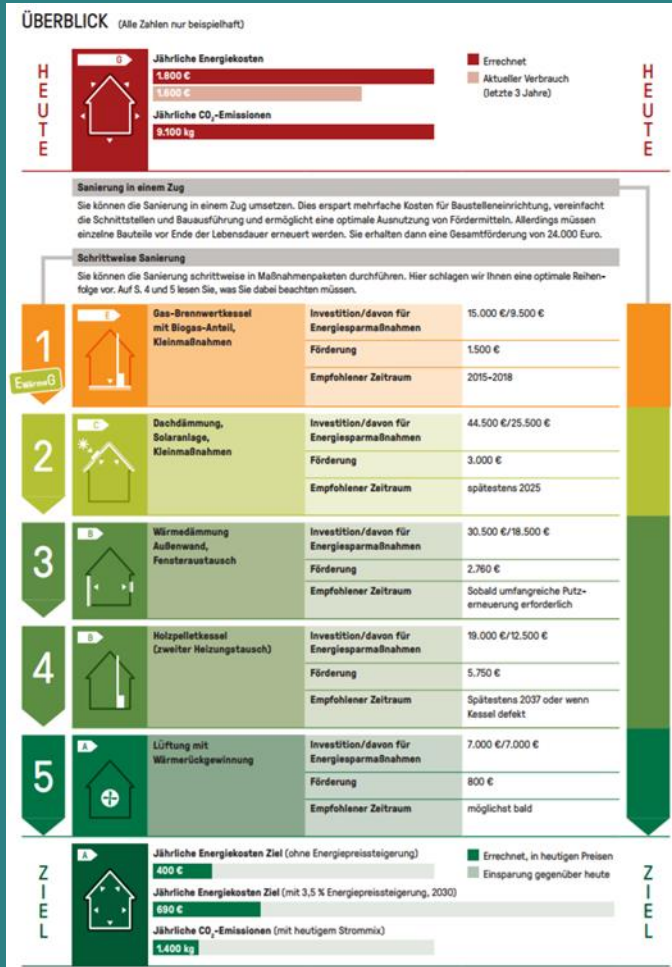 ÜBERBLICK (Alle Zahlen nur beispielhaft)
HEUTE
G
Jährliche Energiekosten
1.800 €
1.600 €
Jährliche CO₂-Emissionen
9.100 kg
Errechnet
Aktueller Verbrauch
(letzte 3 Jahre)
HEUTE
Sanierung in einem Zug
Sie können die Sanierung in einem Zug umsetzen. Dies erspart mehrfache Kosten für Baustelleneinrichtung, vereinfacht
die Schnittstellen und Bauausführung und ermöglicht eine optimale Ausnutzung von Fördermitteln. Allerdings müssen
einzelne Bauteile vor Ende der Lebensdauer erneuert werden. Sie erhalten dann eine Gesamtförderung von 24.000 Euro.
Schrittweise Sanierung
Sie können die Sanierung schrittweise in Maßnahmenpaketen durchführen. Hier schlagen wir Ihnen eine optimale Reihen-
folge vor. Auf S. 4 und 5 lesen Sie, was Sie dabei beachten müssen.
1
EWärmeG
E
Gas-Brennwertkessel
mit Biogas-Anteil,
Kleinmaßnahmen
Investition/davon für
Energiesparmaßnahmen
15.000 €/9.500 €
Förderung
1.500 €
Empfohlener Zeitraum
2015-2018
2
C
Dachdämmung,
Solaranlage,
Kleinmaßnahmen
Investition/davon für
Energiesparmaßnahmen
44.500 €/25.500 €
Förderung
3.000 €
Empfohlener Zeitraum
spätestens 2025
3
B
Wärmedämmung
Außenwand,
Fensteraustausch
Investition/davon für
Energiesparmaßnahmen
30.500 €/18.500 €
Förderung
2.760 €
Empfohlener Zeitraum
Sobald umfangreiche Putz-
erneuerung erforderlich
4
B
Holzpelletkessel
(zweiter Heizungstausch)
Investition/davon für
Energiesparmaßnahmen
19.000 €/12.500 €
Förderung
5.750 €
Empfohlener Zeitraum
Spätestens 2037 oder wenn
Kessel defekt
5
A
Lüftung mit
Wärmerückgewinnung
Investition/davon für
Energiesparmaßnahmen
7.000 €/7.000 €
Förderung
800 €
Empfohlener Zeitraum
möglichst bald
ZIEL
A
Jährliche Energiekosten Ziel (ohne Energiepreissteigerung)
400 €
Jährliche Energiekosten Ziel (mit 3,5 % Energiepreissteigerung, 2030)
690 €
Jährliche CO₂-Emissionen (mit heutigem Strommix)
1.400 kg
Errechnet, in heutigen Preisen
Einsparung gegenüber heute
ZIEL